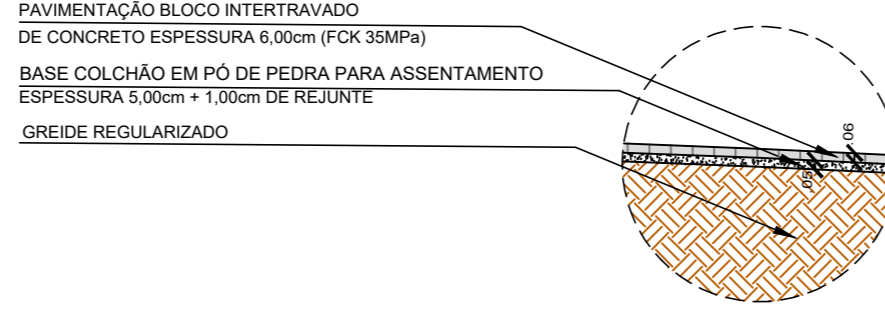 PAVIMENTAÇÃO BLOCO INTERTRAVADO
DE CONCRETO ESPESSURA 6,00cm (FCK 35MPa)
BASE COLCHÃO EM PÓ DE PEDRA PARA ASSENTAMENTO
ESPESSURA 5,00cm + 1,00cm DE REJUNTE
GREIDE REGULARIZADO
,06
,05